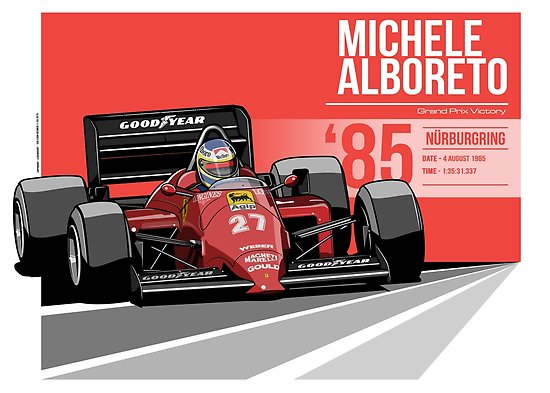 MICHELE
ALBORETO
Grand Prix Victory
'85
NÜRBURGRING
DATE - 4 AUGUST 1985
TIME - 1:35:31.337
GOODYEAR
Agip
27
WEBER
MAGNETI
MARELLI
GOULD
GOODYEAR
GOODYEAR